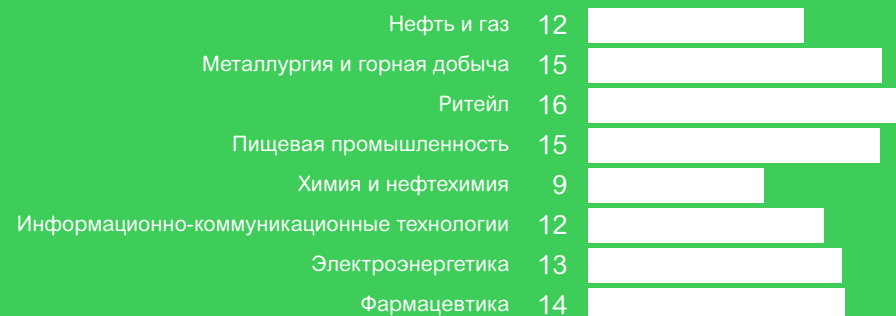 Нефть и газ 12
Металлургия и горная добыча 15
Ритейл 16
Пищевая промышленность 15
Химия и нефтехимия 9
Информационно-коммуникационные технологии 12
Электроэнергетика 13
Фармацевтика 14